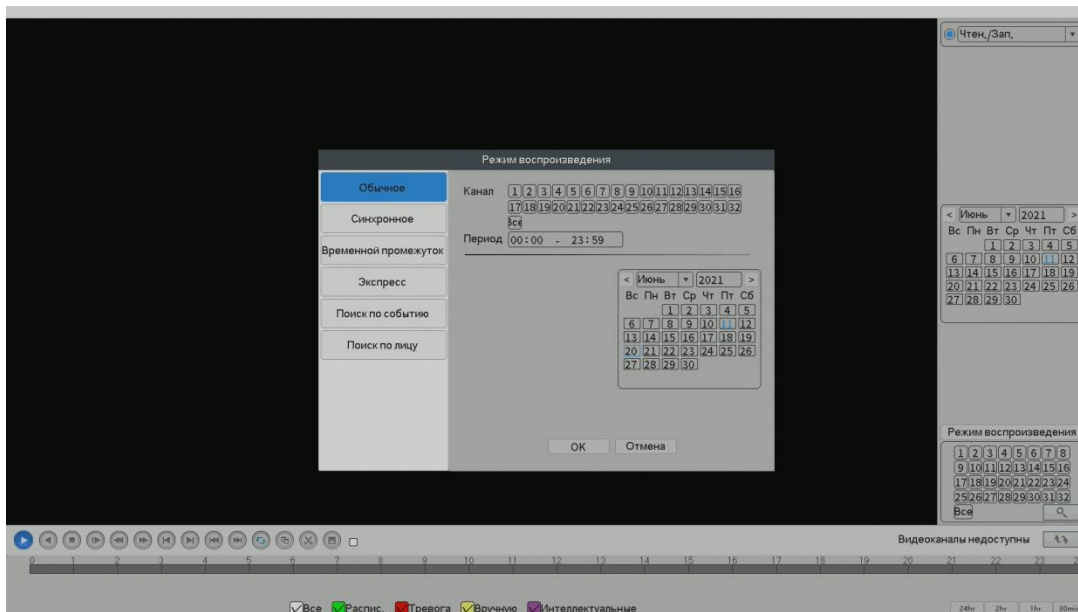 Чтен./Зап.
Режим воспроизведения
Обычное
Синхронное
Временной промежуток
Экспресс
Поиск по событию
Поиск по лицу
Канал
1 2 3 4 5 6 7 8 9 10 11 12 13 14 15 16
17 18 19 20 21 22 23 24 25 26 27 28 29 30 31 32
Все
Период 00:00 - 23:59
< Июнь 2021 >
Вс Пн Вт Ср Чт Пт Сб
1 2 3 4 5
6 7 8 9 10 11 12
13 14 15 16 17 18 19
20 21 22 23 24 25 26
27 28 29 30
OK Отмена
< Июнь 2021 >
Вс Пн Вт Ср Чт Пт Сб
1 2 3 4 5
6 7 8 9 10 11 12
13 14 15 16 17 18 19
20 21 22 23 24 25 26
27 28 29 30
Режим воспроизведения
1 2 3 4 5 6 7 8
9 10 11 12 13 14 15 16
17 18 19 20 21 22 23 24
25 26 27 28 29 30 31 32
Все
Видеоканалы недоступны
0 1 2 3 4 5 6 7 8 9 10 11 12 13 14 15 16 17 18 19 20 21 22 23
Все Распис. Тревога Вручную Интеллектуальные
24hr 2hr 1hr